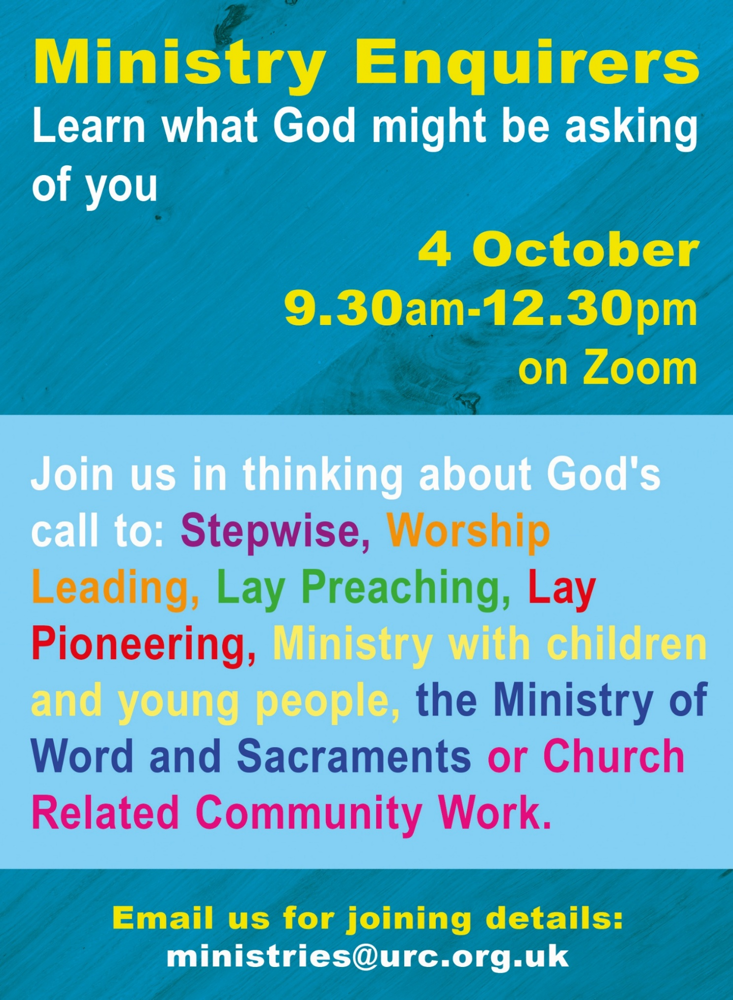 Ministry Enquirers
Learn what God might be asking
of you
4 October
9.30am-12.30pm
on Zoom
Join us in thinking about God's
call to: Stepwise, Worship
Leading, Lay Preaching, Lay
Pioneering, Ministry with children
and young people, the Ministry of
Word and Sacraments or Church
Related Community Work.
Email us for joining details:
ministries@urc.org.uk